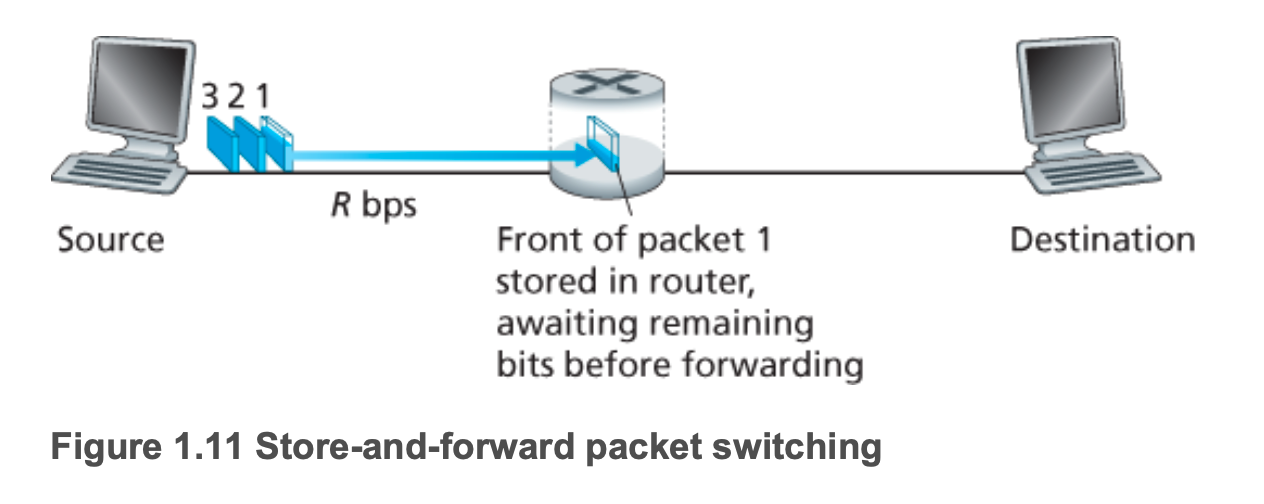 3 2 1
R bps
Source
Front of packet 1
stored in router,
awaiting remaining
bits before forwarding
Destination
Figure 1.11 Store-and-forward packet switching